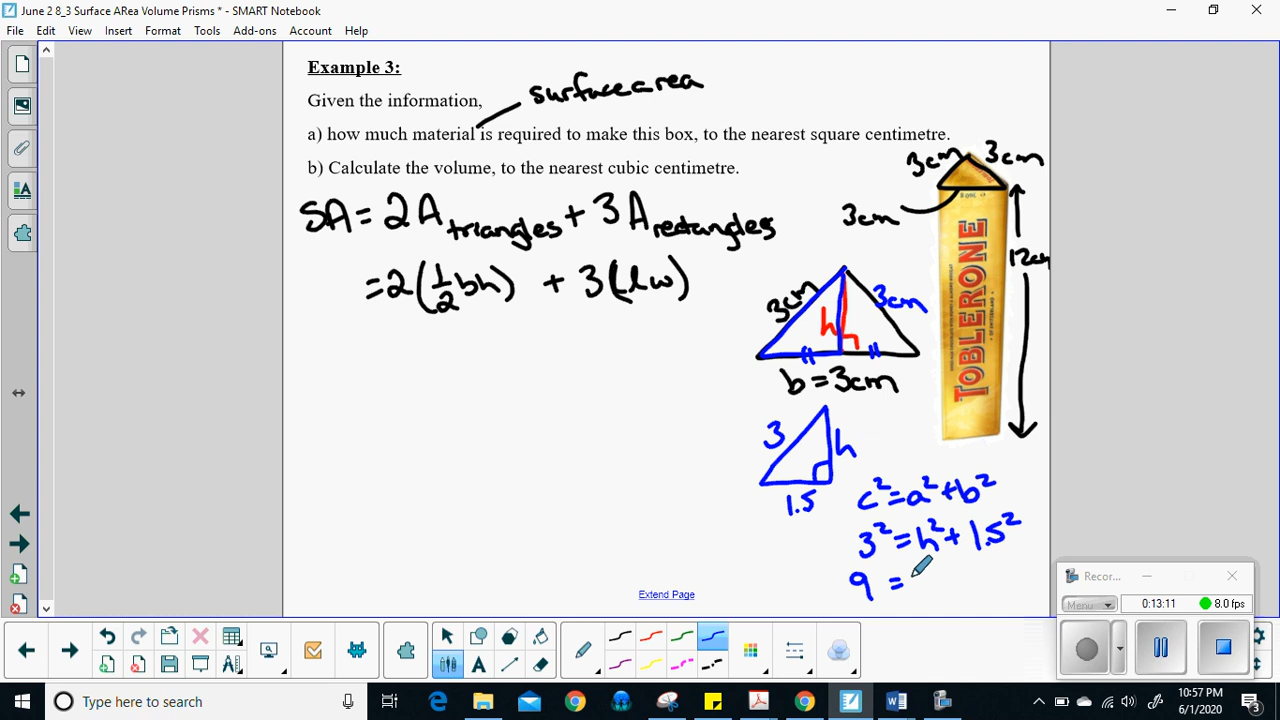 June 2 8_3 Surface ARea Volume Prisms * - SMART Notebook
File Edit View Insert Format Tools Add-ons Account Help
Example 3:
Given the information,
surface area
a) how much material is required to make this box, to the nearest square centimetre.
b) Calculate the volume, to the nearest cubic centimetre.
SA = 2A triangles + 3A rectangles
= 2(1/2 bh) + 3(lw)
3cm 3cm
3cm
12cm
TOBLERONE
3cm 3cm
h
b = 3cm
3 h
1.5
c² = a² + b²
3² = h² + 1.5²
9 =
Extend Page
Recor...
Menu 0:13:11 8.0 fps
Type here to search
10:57 PM
6/1/2020
3